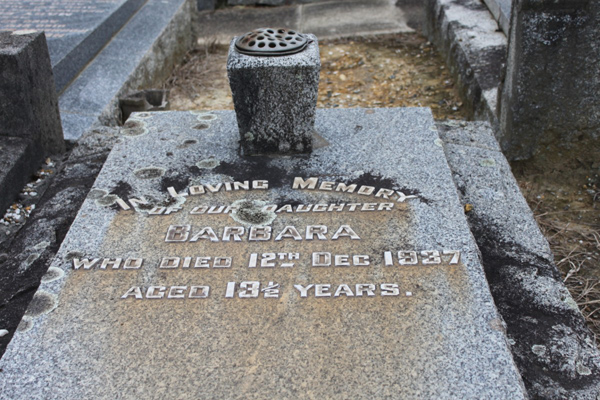 In Loving Memory
OF OUR DAUGHTER
BARBARA
WHO DIED 12TH DEC 1937
AGED 13½ YEARS.